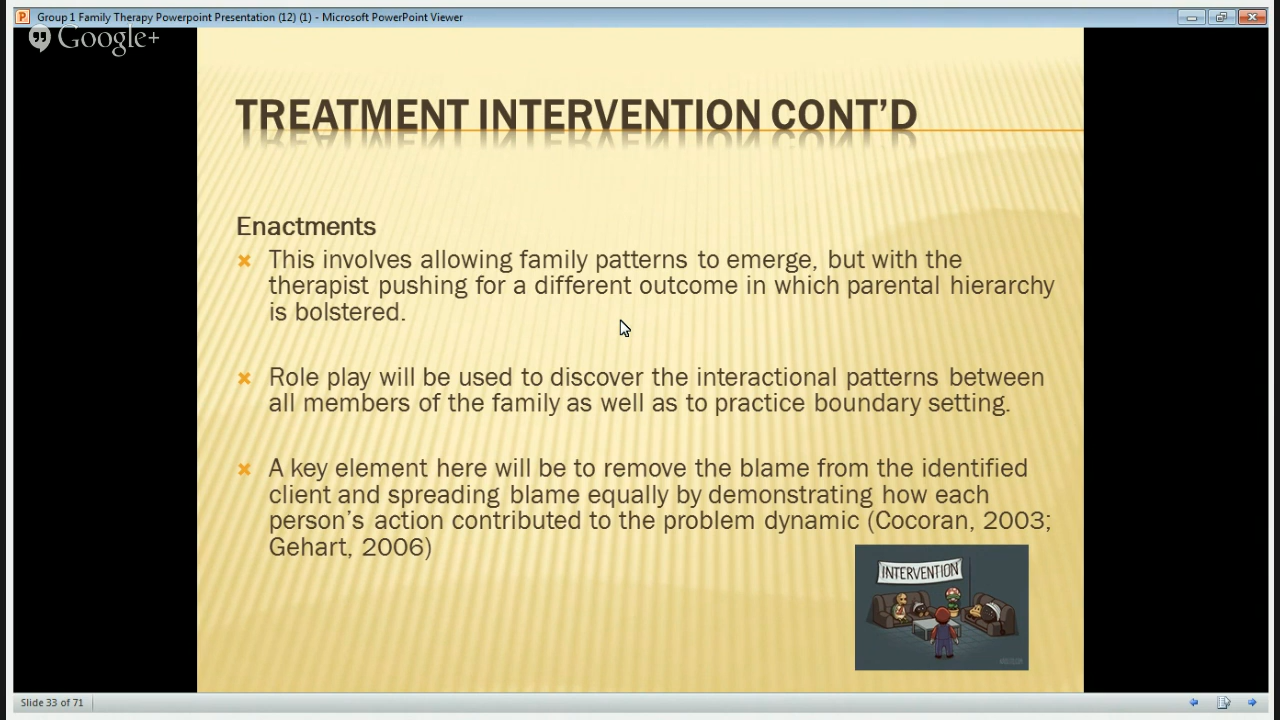 Group 1 Family Therapy Powerpoint Presentation (12) (1) - Microsoft PowerPoint Viewer
Google+
TREATMENT INTERVENTION CONT'D
Enactments
This involves allowing family patterns to emerge, but with the
therapist pushing for a different outcome in which parental hierarchy
is bolstered.
Role play will be used to discover the interactional patterns between
all members of the family as well as to practice boundary setting.
A key element here will be to remove the blame from the identified
client and spreading blame equally by demonstrating how each
person's action contributed to the problem dynamic (Cocoran, 2003;
Gehart, 2006)
INTERVENTION
Slide 33 of 71